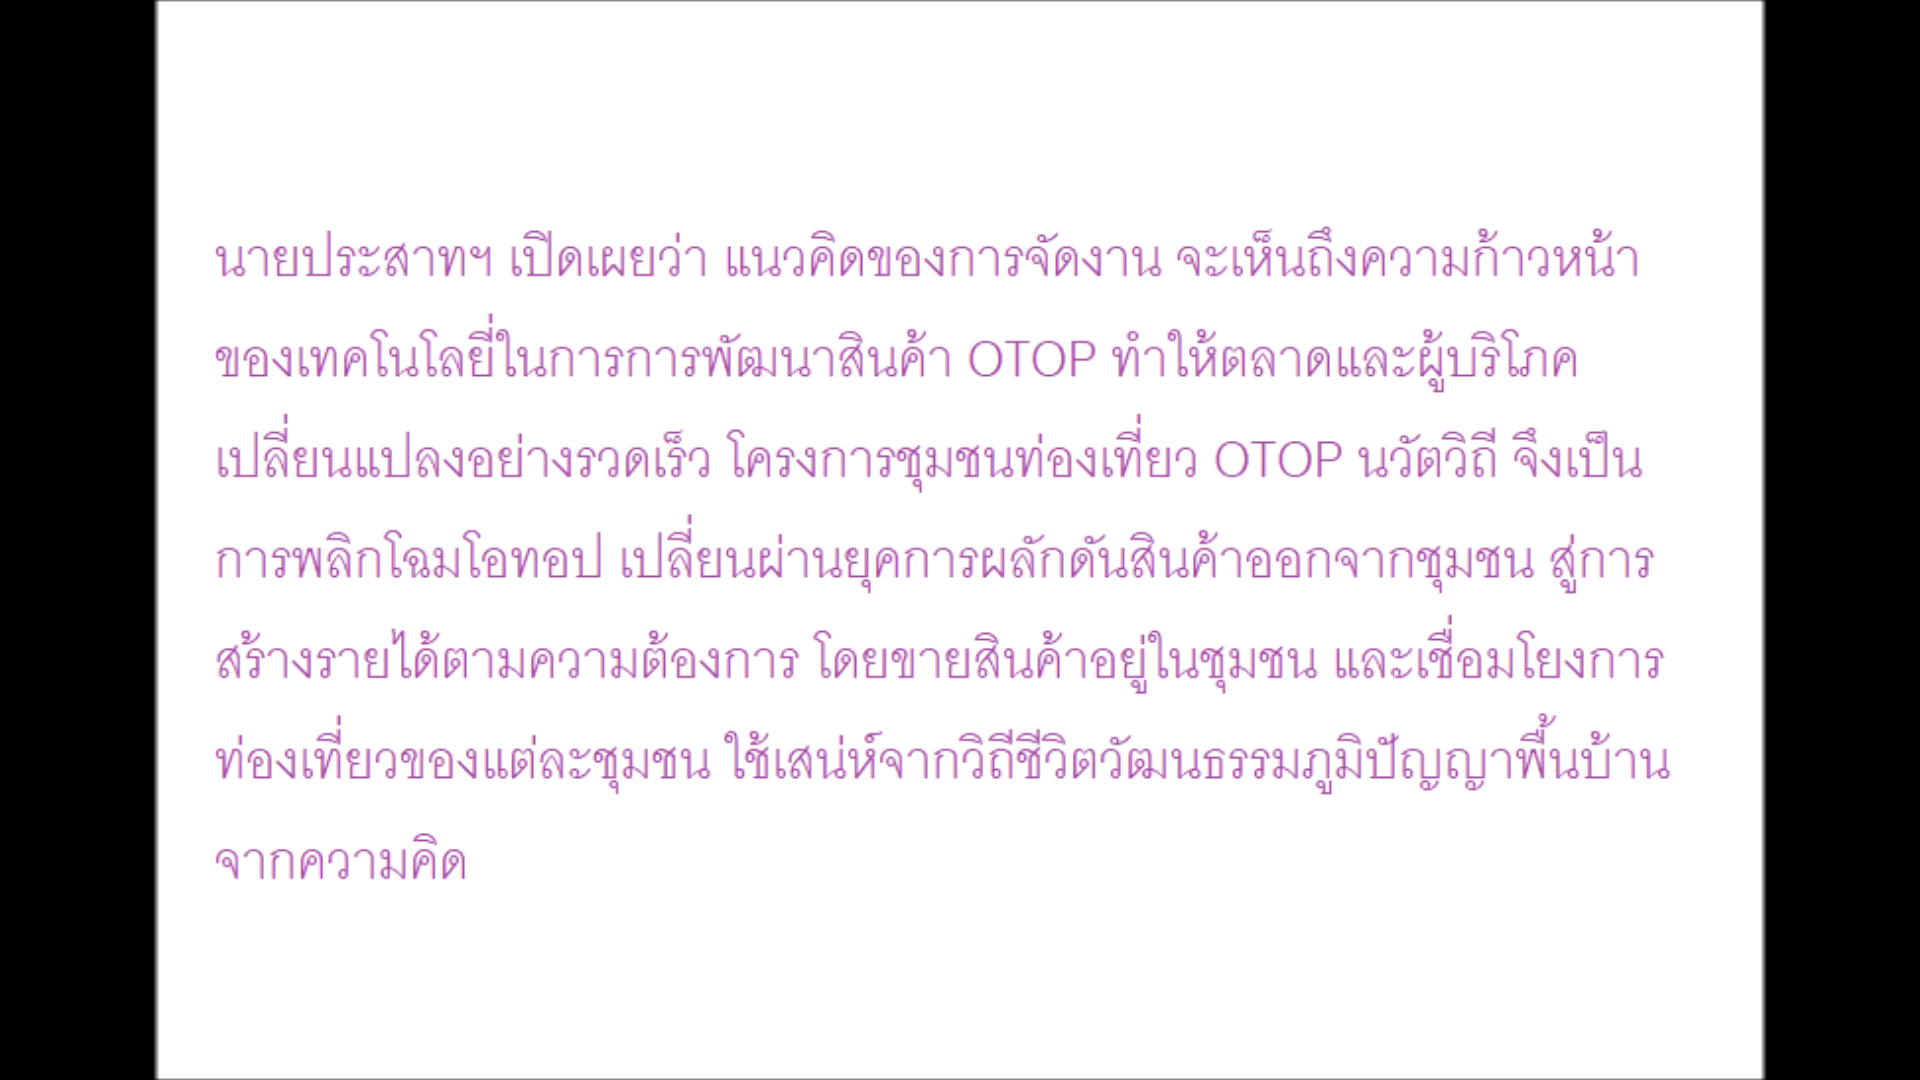 นายประสาทฯ เปิดเผยว่า แนวคิดของการจัดงาน จะเห็นถึงความก้าวหน้า
ของเทคโนโลยี่ในการการพัฒนาสินค้า OTOP ทำให้ตลาดและผู้บริโภค
เปลี่ยนแปลงอย่างรวดเร็ว โครงการชุมชนท่องเที่ยว OTOP นวัตวิถี จึงเป็น
การพลิกโฉมโอทอป เปลี่ยนผ่านยุคการผลักดันสินค้าออกจากชุมชน สู่การ
สร้างรายได้ตามความต้องการ โดยขายสินค้าอยู่ในชุมชน และเชื่อมโยงการ
ท่องเที่ยวของแต่ละชุมชน ใช้เสน่ห์จากวิถีชีวิตวัฒนธรรมภูมิปัญญาพื้นบ้าน
จากความคิด